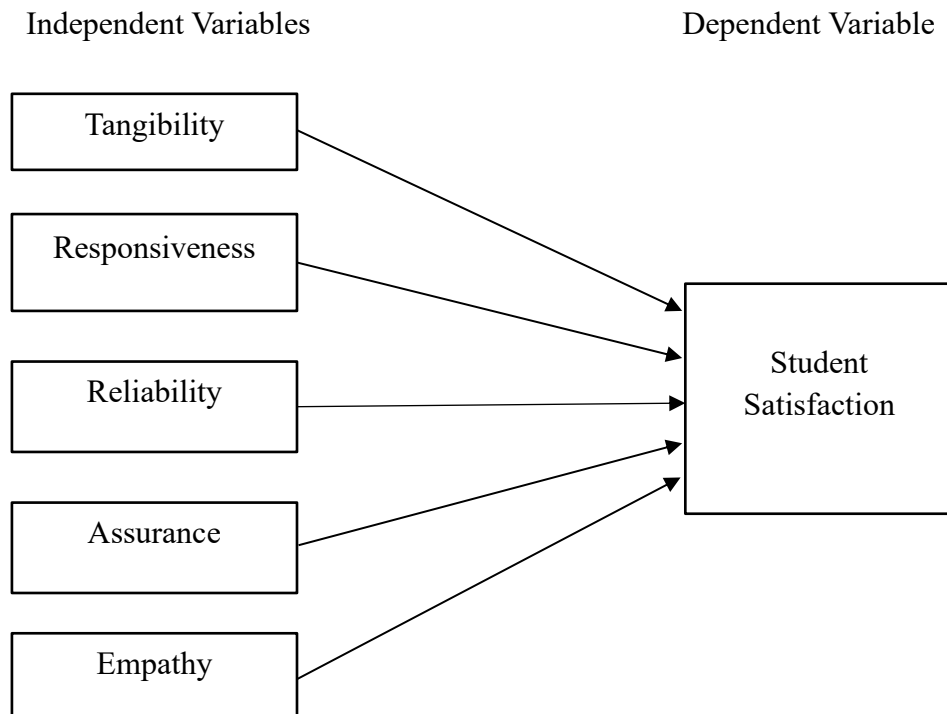 Independent Variables
Dependent Variable
Tangibility
Responsiveness
Reliability
Assurance
Empathy
Student
Satisfaction